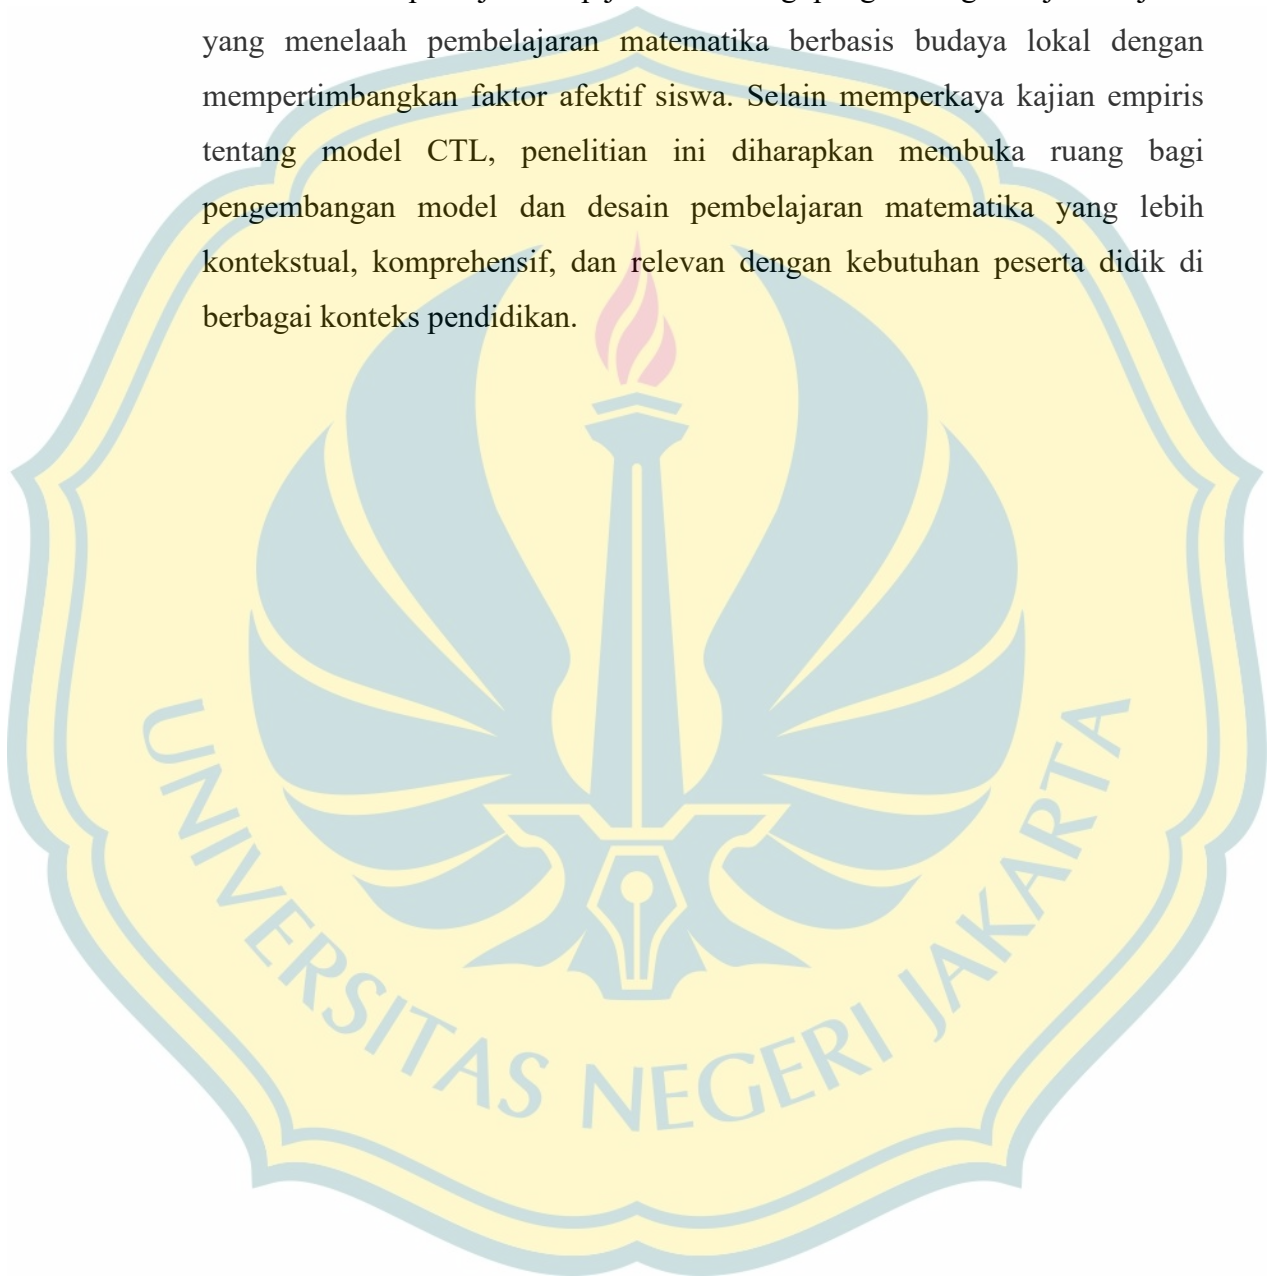 yang menelaah pembelajaran matematika berbasis budaya lokal dengan
mempertimbangkan faktor afektif siswa. Selain memperkaya kajian empiris
tentang model CTL, penelitian ini diharapkan membuka ruang bagi
pengembangan model dan desain pembelajaran matematika yang lebih
kontekstual, komprehensif, dan relevan dengan kebutuhan peserta didik di
berbagai konteks pendidikan.
UNIVERSITAS NEGERI JAKARTA